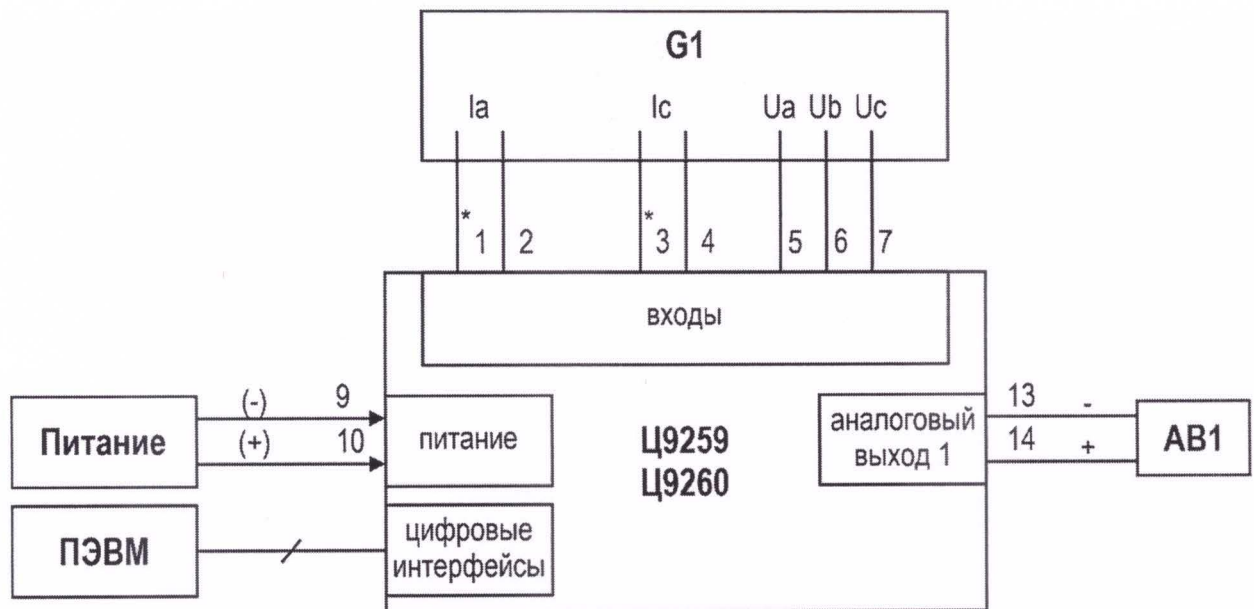 G1
Ia Ic Ua Ub Uc
* 1 2 * 3 4 5 6 7
входы
Питание
(-) 9
(+) 10
питание
Ц9259
Ц9260
аналоговый
выход 1
13 -
14 +
АВ1
ПЭВМ
цифровые
интерфейсы